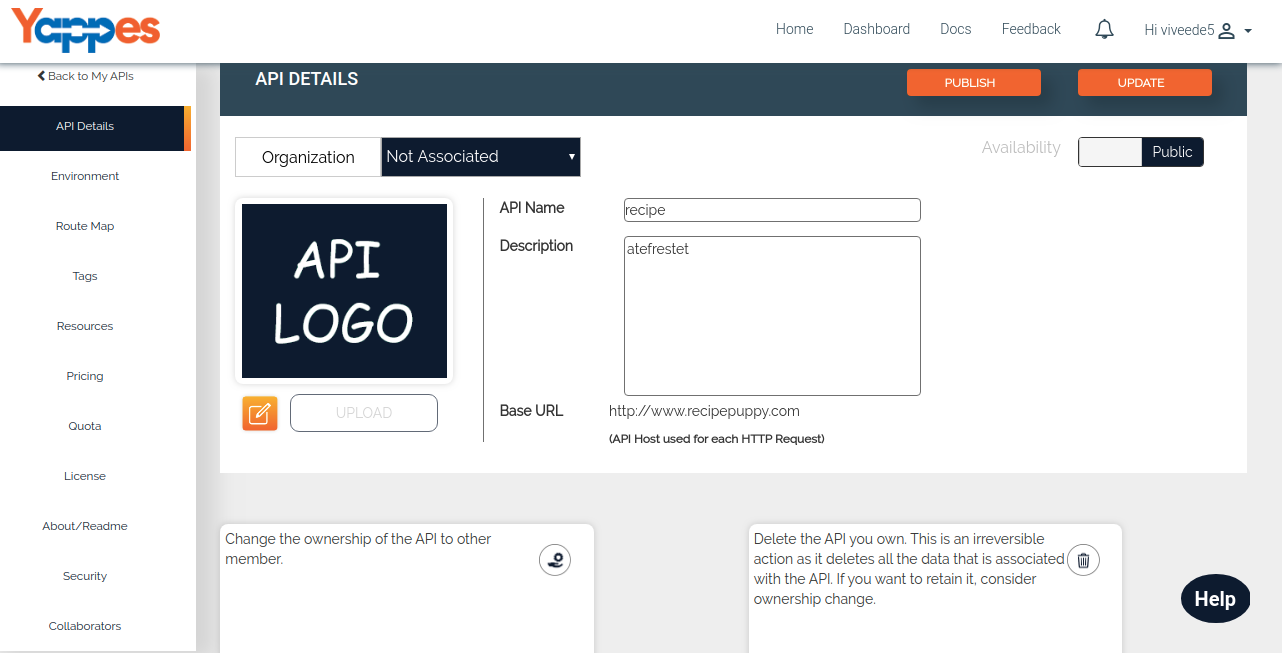 Yappes
Home
Dashboard
Docs
Feedback
Hi viveede5
Back to My APIs
API Details
Environment
Route Map
Tags
Resources
Pricing
Quota
License
About/Readme
Security
Collaborators
API DETAILS
PUBLISH
UPDATE
Organization
Not Associated
Availability
Public
API
LOGO
UPLOAD
API Name
recipe
Description
atefrestet
Base URL
http://www.recipepuppy.com
(API Host used for each HTTP Request)
Change the ownership of the API to other
member.
Delete the API you own. This is an irreversible
action as it deletes all the data that is associated
with the API. If you want to retain it, consider
ownership change.
Help